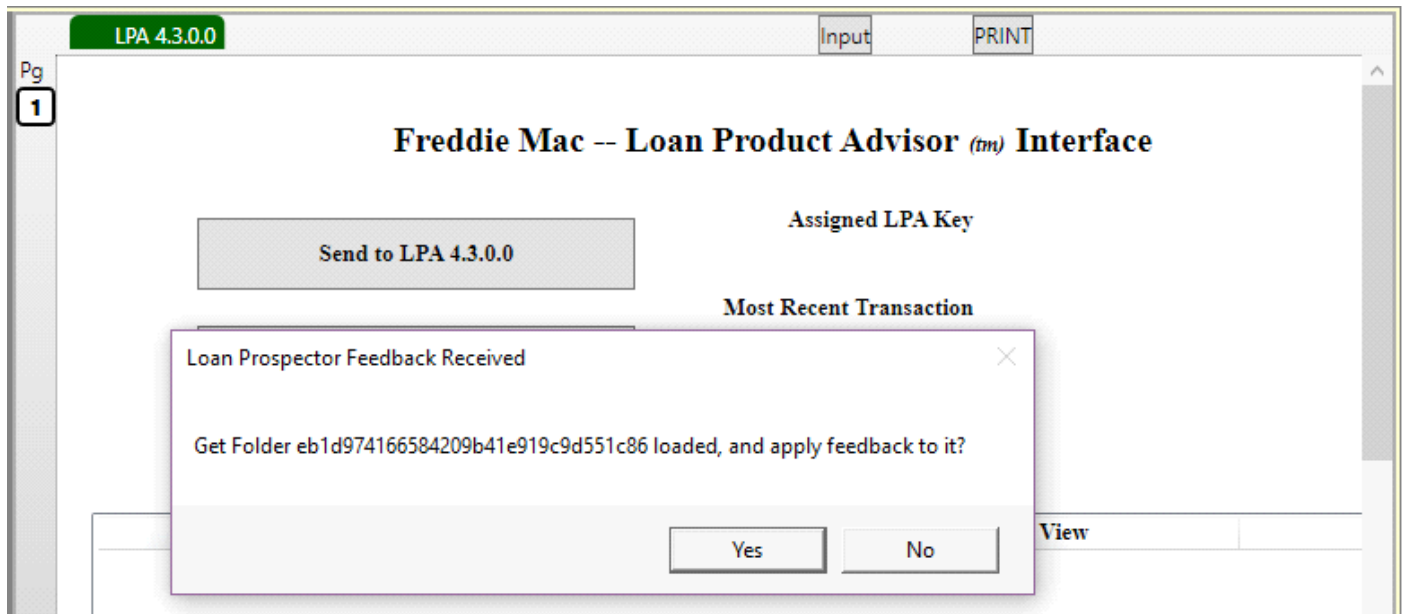 LPA 4.3.0.0
Input
PRINT
Pg
1
Freddie Mac -- Loan Product Advisor (tm) Interface
Assigned LPA Key
Send to LPA 4.3.0.0
Most Recent Transaction
Loan Prospector Feedback Received
Get Folder eb1d974166584209b41e919c9d551c86 loaded, and apply feedback to it?
Yes
No
View